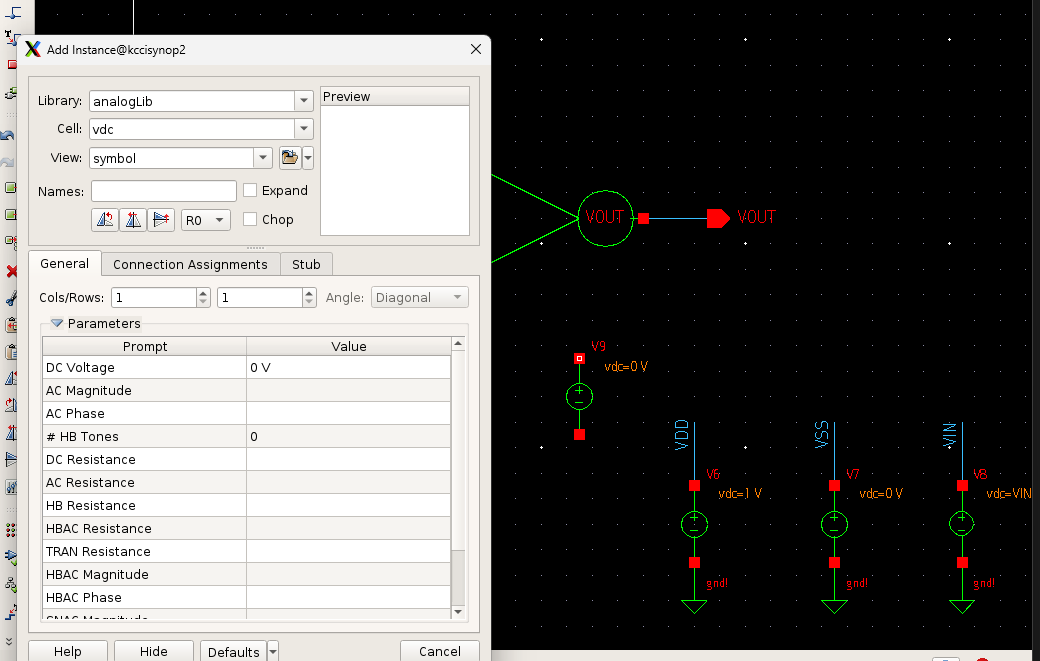 Add Instance@kccisynop2
Library: analogLib
Preview
Cell: vdc
View: symbol
Names:
Expand
R0
Chop
General
Connection Assignments
Stub
Cols/Rows: 1 1 Angle: Diagonal
Parameters
Prompt Value
DC Voltage 0 V
AC Magnitude
AC Phase
# HB Tones 0
DC Resistance
AC Resistance
HB Resistance
HBAC Resistance
TRAN Resistance
HBAC Magnitude
HBAC Phase
Help Hide Defaults Cancel
VOUT VOUT
V9
vdc=0 V
VDD VSS VIN
V6 V7 V8
vdc=1 V vdc=0 V vdc=VIN
gnd! gnd! gnd!